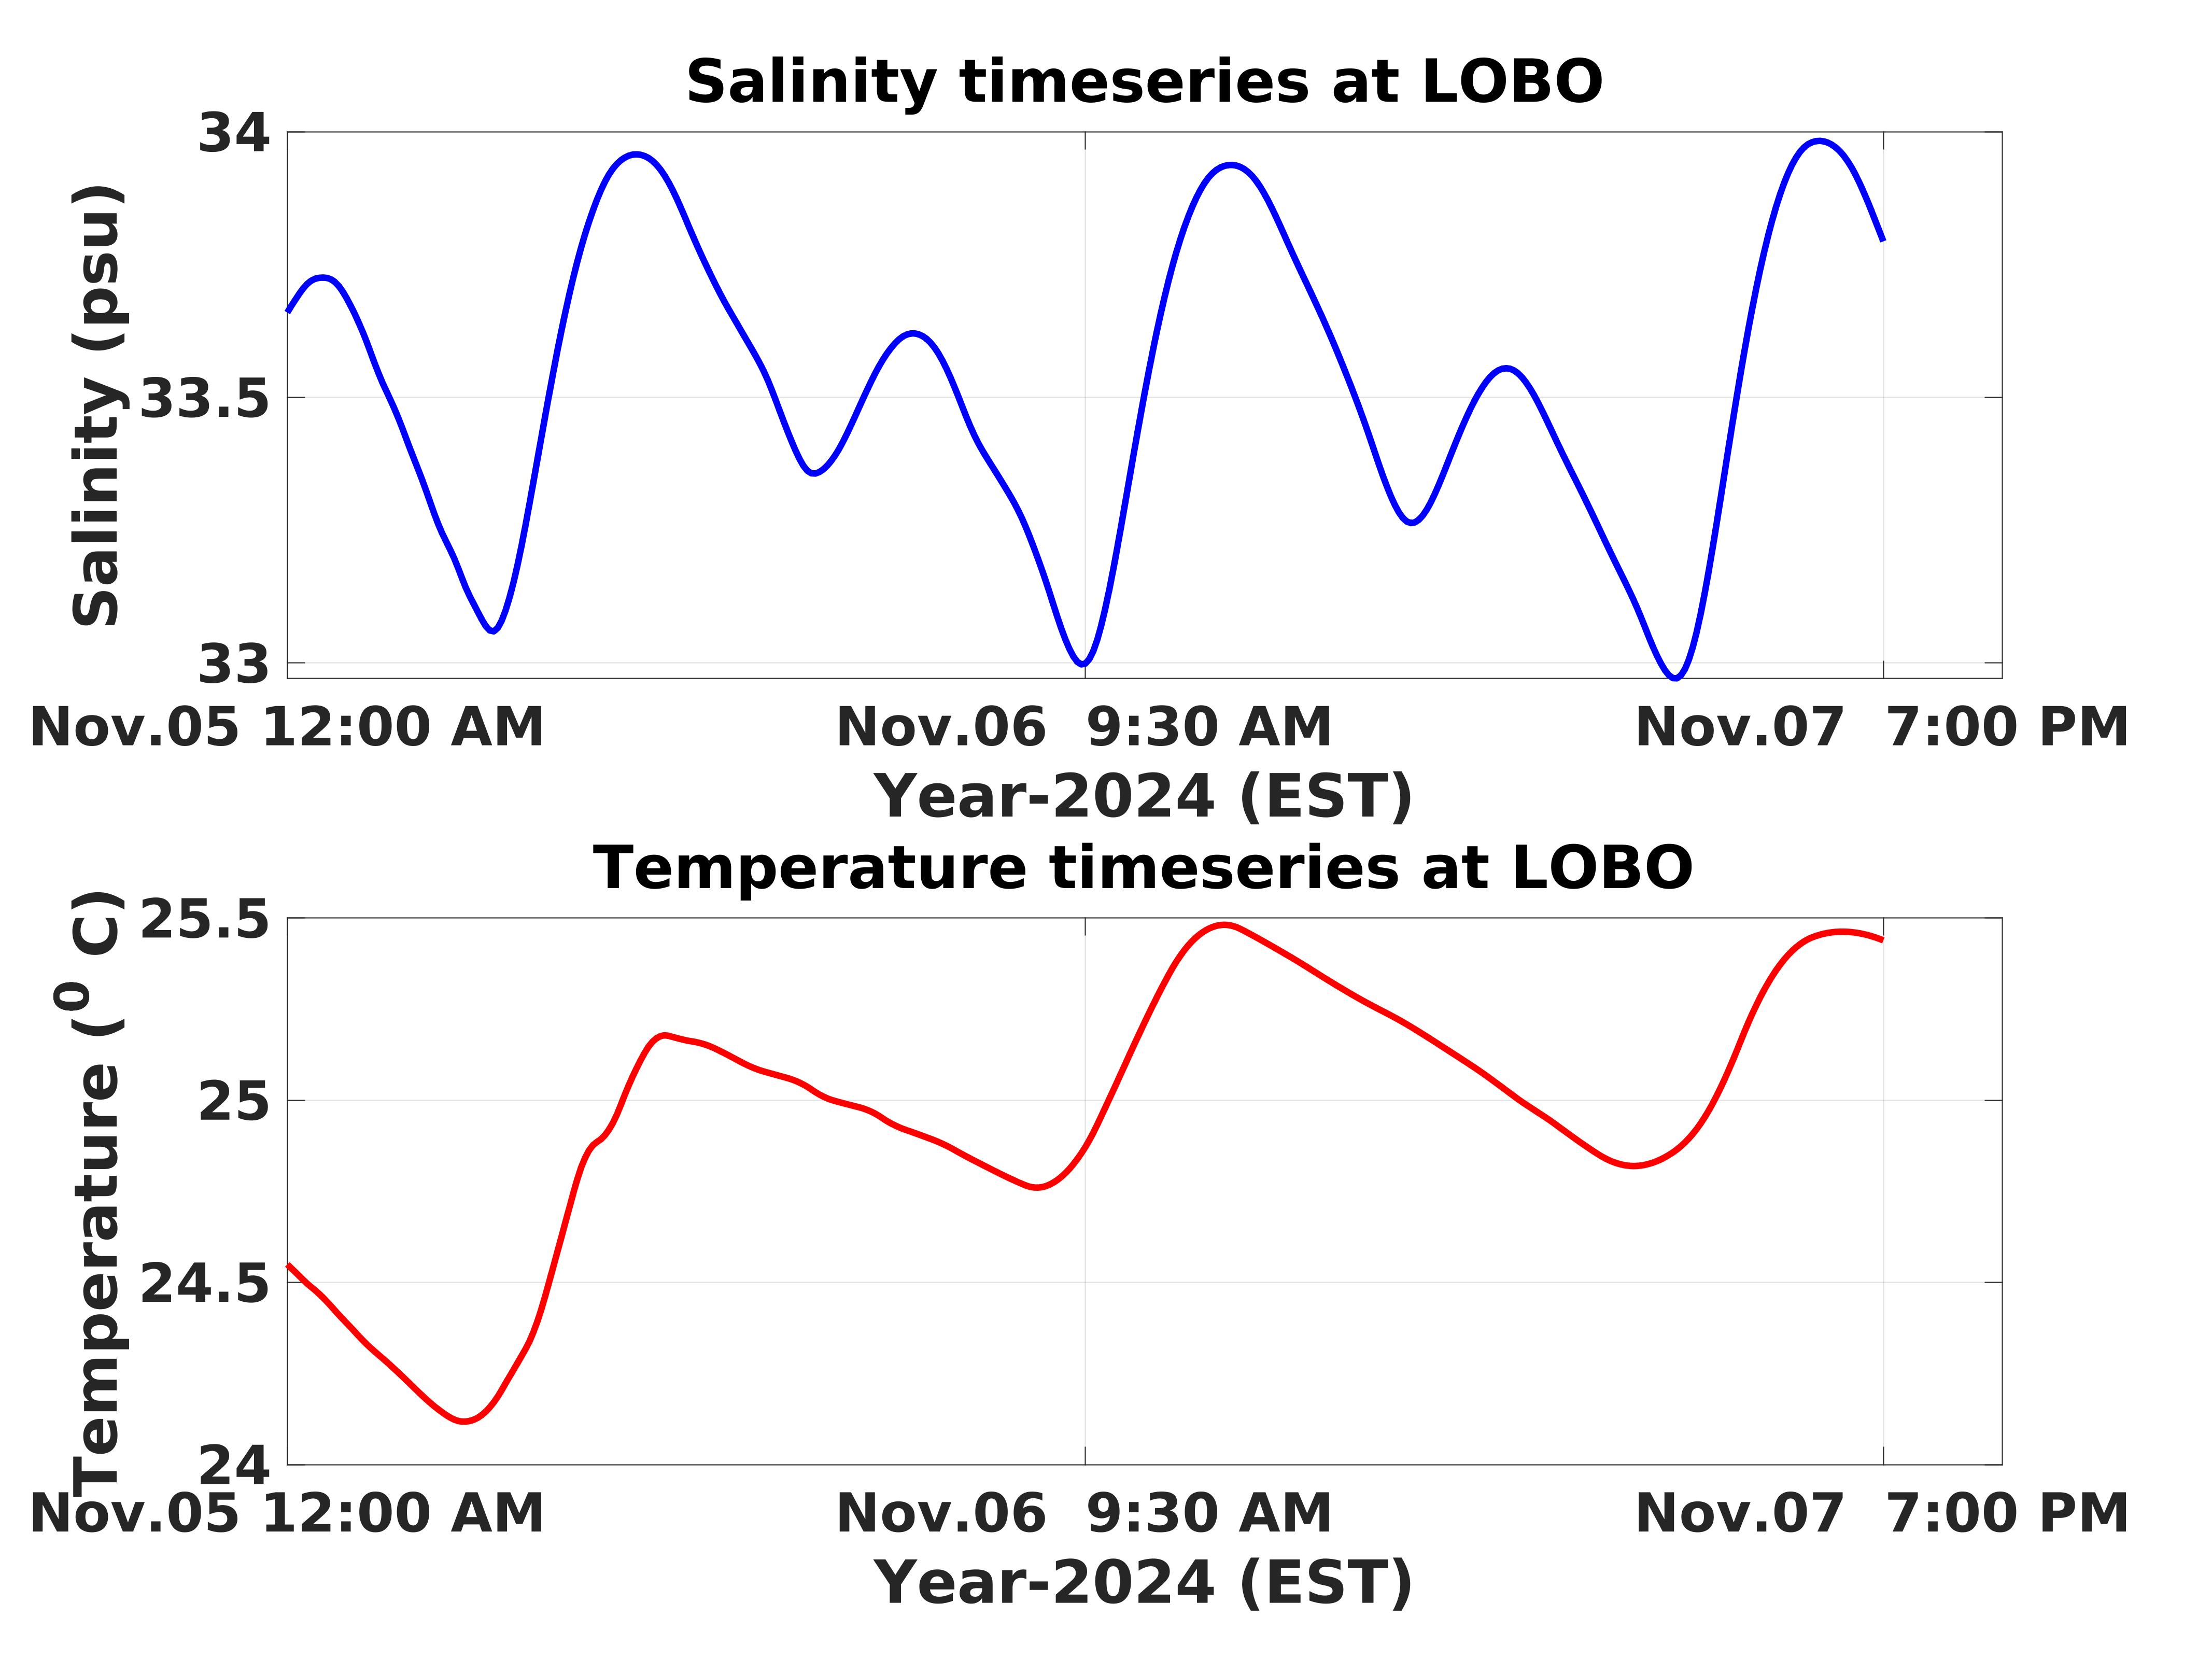 Salinity timeseries at LOBO
34
33.5
33
Salinity (psu)
Nov.05 12:00 AM Nov.06 9:30 AM Nov.07 7:00 PM
Year-2024 (EST)
Temperature timeseries at LOBO
25.5
25
24.5
24
Temperature (⁰ C)
Nov.05 12:00 AM Nov.06 9:30 AM Nov.07 7:00 PM
Year-2024 (EST)